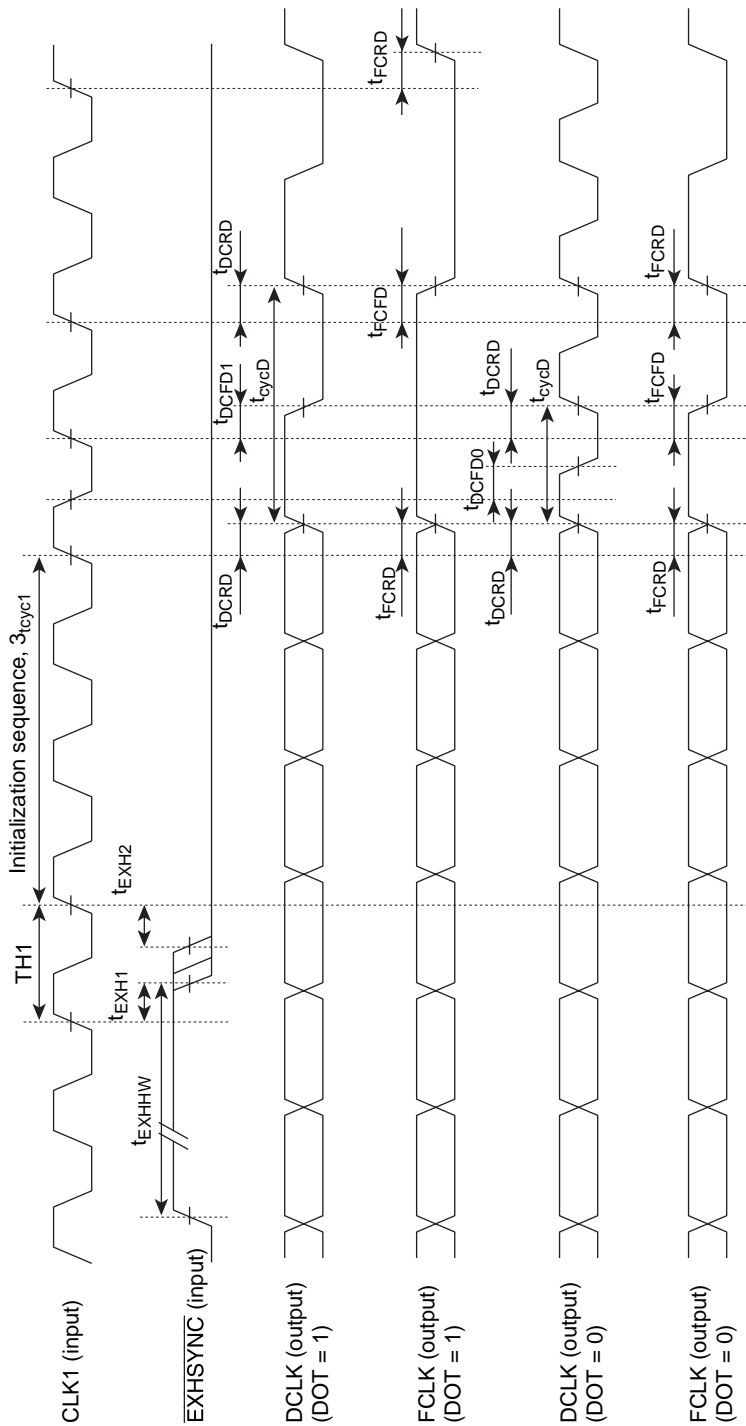 CLK1 (input)
TH1
Initialization sequence, 3tcyc1
EXHSYNC (input)
tEXHHW
tEXH1
tEXH2
DCLK (output)
(DOT = 1)
tDCRD
tDCFD1
tDCRD
tcycD
FCLK (output)
(DOT = 1)
tFCRD
tFCFD
tFCRD
DCLK (output)
(DOT = 0)
tDCRD
tDCFD0
tDCRD
tcycD
FCLK (output)
(DOT = 0)
tFCRD
tFCFD
tFCRD